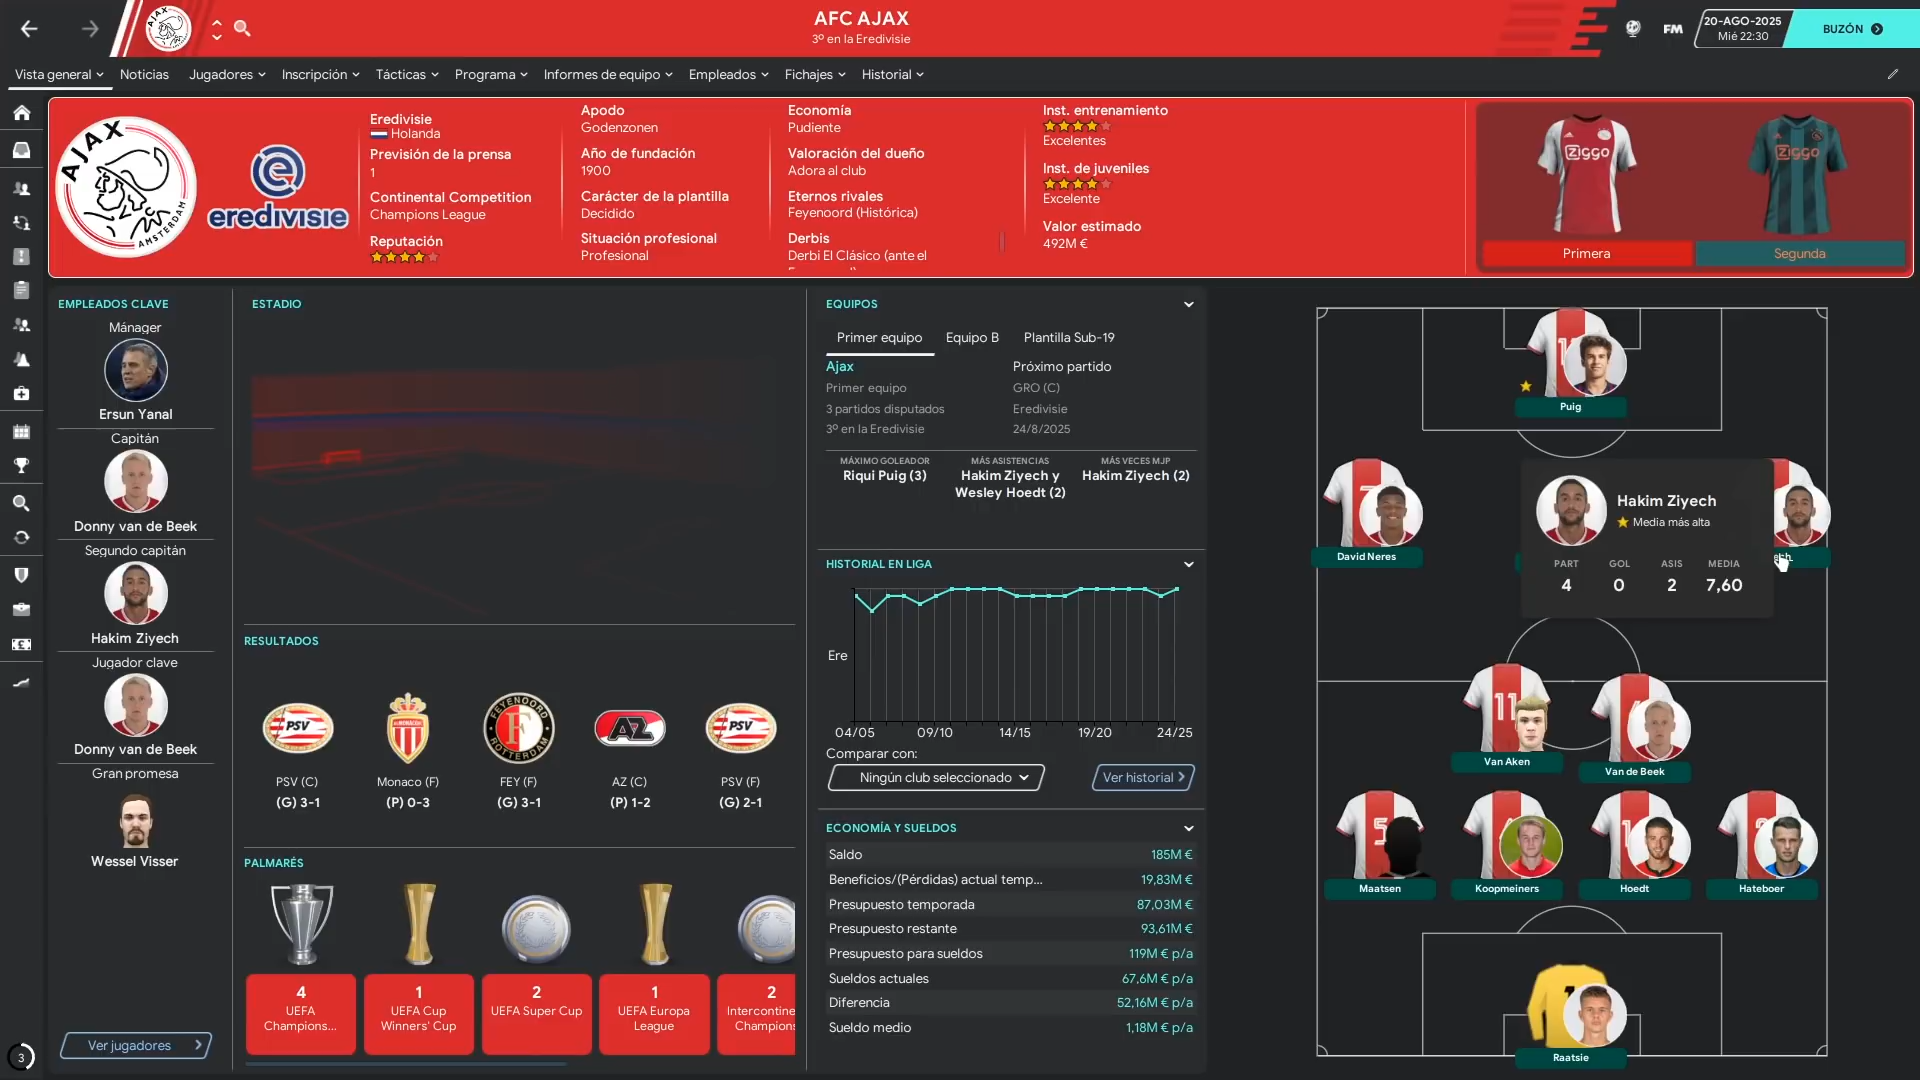 AFC AJAX
3º en la Eredivisie
FM
20-AGO-2025
Mié 22:30
BUZÓN
Vista general
Noticias
Jugadores
Inscripción
Tácticas
Programa
Informes de equipo
Empleados
Fichajes
Historial
AJAX
AMSTERDAM
eredivisie
Eredivisie
Holanda
Previsión de la prensa
1
Continental Competition
Champions League
Reputación
Apodo
Godenzonen
Año de fundación
1900
Carácter de la plantilla
Decidido
Situación profesional
Profesional
Economía
Pudiente
Valoración del dueño
Adora al club
Eternos rivales
Feyenoord (Histórica)
Derbis
Derbi El Clásico (ante el
Inst. entrenamiento
Excelentes
Inst. de juveniles
Excelente
Valor estimado
492M €
Ziggo
Primera
Ziggo
Segunda
EMPLEADOS CLAVE
Mánager
Ersun Yanal
Capitán
Donny van de Beek
Segundo capitán
Hakim Ziyech
Jugador clave
Donny van de Beek
Gran promesa
Wessel Visser
Ver jugadores
3
ESTADIO
RESULTADOS
PSV
PSV (C)
(G) 3-1
Monaco (F)
(P) 0-3
FEYENOORD
ROTTERDAM
FEY (F)
(G) 3-1
AZ
AZ (C)
(P) 1-2
PSV
PSV (F)
(G) 2-1
PALMARÉS
4
UEFA
Champions...
1
UEFA Cup
Winners' Cup
2
UEFA Super Cup
1
UEFA Europa
League
2
Intercontine
Champions
EQUIPOS
Primer equipo
Equipo B
Plantilla Sub-19
Ajax
Primer equipo
3 partidos disputados
3º en la Eredivisie
Próximo partido
GRO (C)
Eredivisie
24/8/2025
MÁXIMO GOLEADOR
Riqui Puig (3)
MÁS ASISTENCIAS
Hakim Ziyech y
Wesley Hoedt (2)
MÁS VECES MJP
Hakim Ziyech (2)
HISTORIAL EN LIGA
Ere
04/05
09/10
14/15
19/20
24/25
Comparar con:
Ningún club seleccionado
Ver historial
ECONOMÍA Y SUELDOS
Saldo 185M €
Beneficios/(Pérdidas) actual temp... 19,83M €
Presupuesto temporada 87,03M €
Presupuesto restante 93,61M €
Presupuesto para sueldos 119M € p/a
Sueldos actuales 67,6M € p/a
Diferencia 52,16M € p/a
Sueldo medio 1,18M € p/a
Puig
David Neres
Hakim Ziyech
Media más alta
PART GOL ASIS MEDIA
4 0 2 7,60
11
Van Aken
Van de Beek
5
Maatsen
Koopmeiners
Hoedt
Hateboer
Raatsie